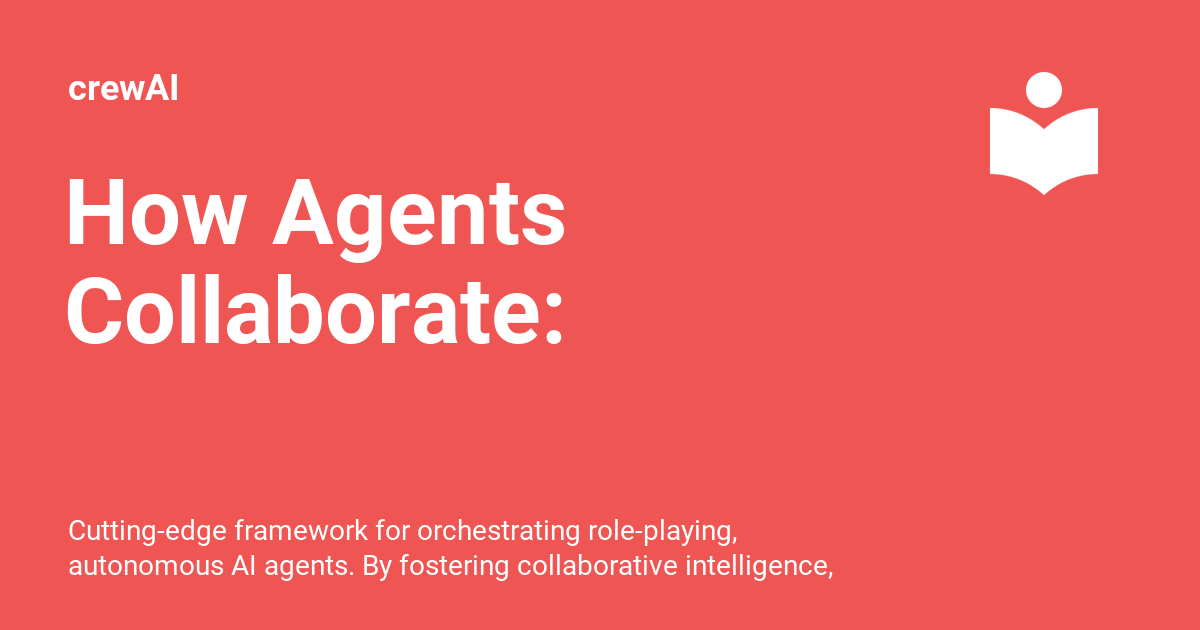 crewAI
How Agents
Collaborate:
Cutting-edge framework for orchestrating role-playing,
autonomous AI agents. By fostering collaborative intelligence,